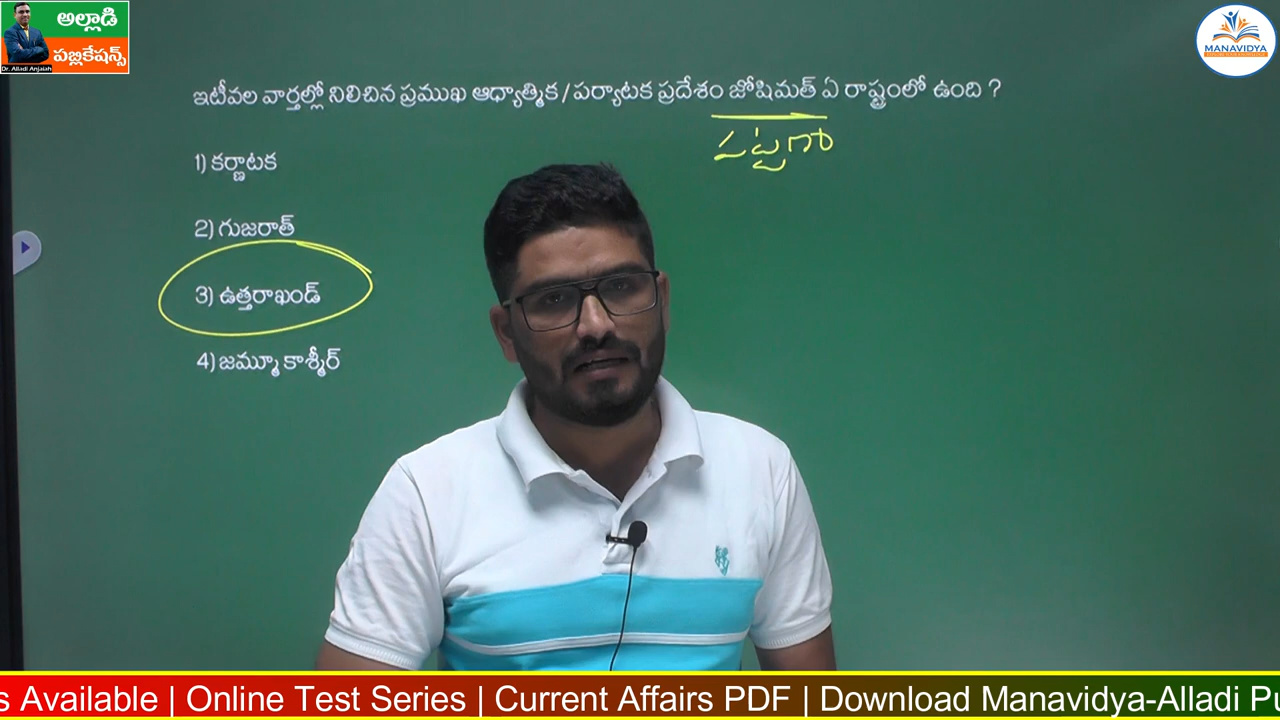 అల్లాడి
పబ్లికేషన్స్
Dr. Alladi Anjaiah
MANAVIDYA
ఇటీవల వార్తల్లో నిలిచిన ప్రముఖ ఆధ్యాత్మిక / పర్యాటక ప్రదేశం జోషిమత్ ఏ రాష్ట్రంలో ఉంది ?
1) కర్ణాటక
2) గుజరాత్
3) ఉత్తరాఖండ్
4) జమ్మూ కాశ్మీర్
s Available | Online Test Series | Current Affairs PDF | Download Manavidya-Alladi Pu